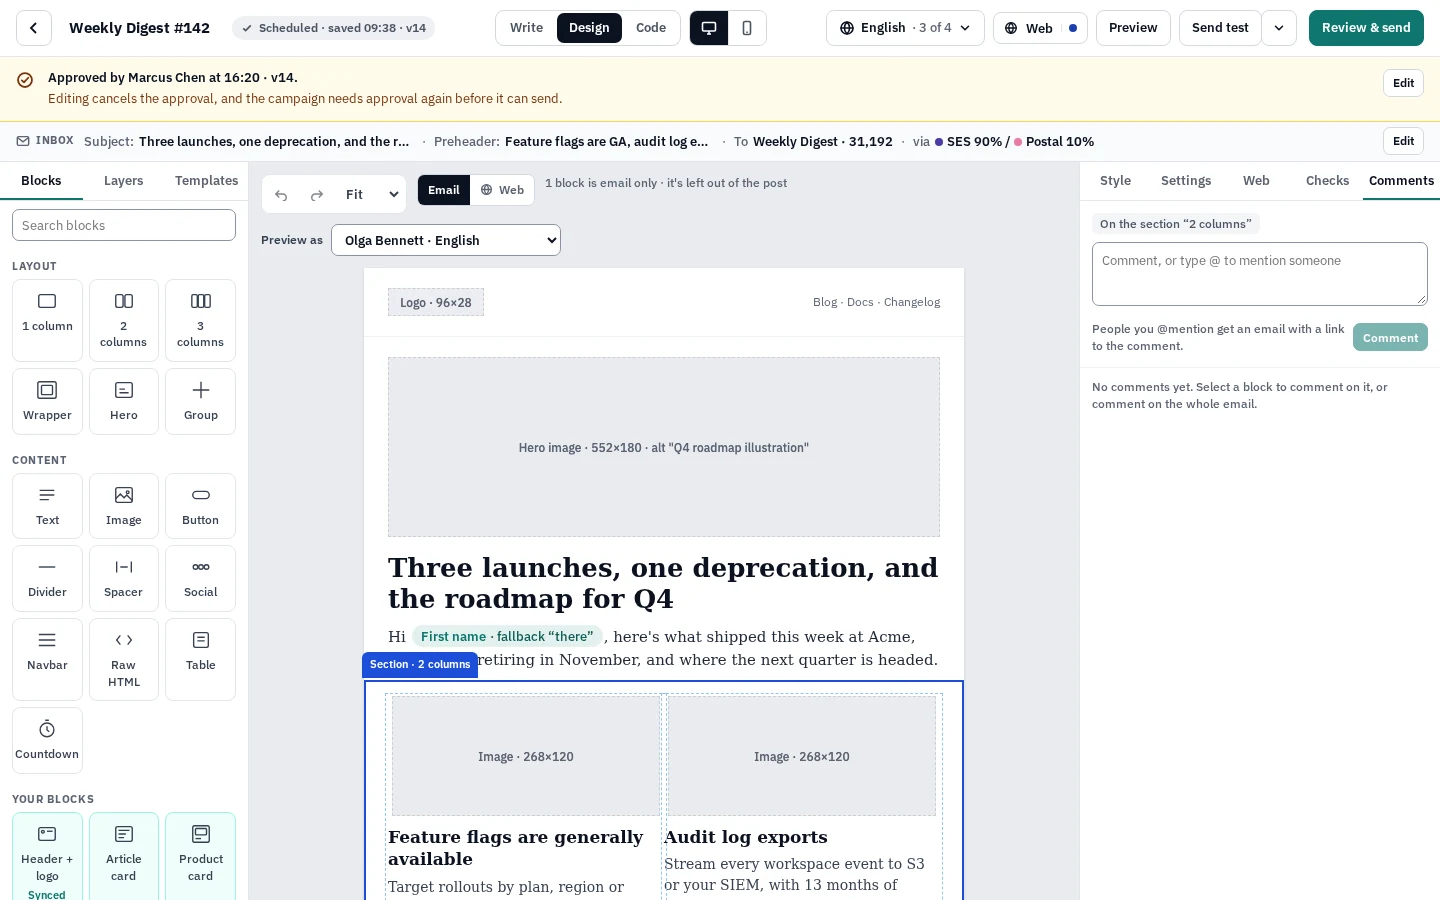 Weekly Digest #142
Scheduled · saved 09:38 · v14
Write
Design
Code
English · 3 of 4
Web
Preview
Send test
Review & send
Approved by Marcus Chen at 16:20 · v14.
Editing cancels the approval, and the campaign needs approval again before it can send.
Edit
INBOX
Subject: Three launches, one deprecation, and the r...
· Preheader: Feature flags are GA, audit log e...
· To Weekly Digest · 31,192
· via SES 90% / Postal 10%
Edit
Blocks
Layers
Templates
Search blocks
LAYOUT
1 column
2 columns
3 columns
Wrapper
Hero
Group
CONTENT
Text
Image
Button
Divider
Spacer
Social
Navbar
Raw HTML
Table
Countdown
YOUR BLOCKS
Header + logo
Synced
Article card
Product card
Fit
Email
Web
1 block is email only · it's left out of the post
Preview as
Olga Bennett · English
Logo · 96×28
Blog · Docs · Changelog
Hero image · 552×180 · alt "Q4 roadmap illustration"
Three launches, one deprecation, and
the roadmap for Q4
Hi First name · fallback “there” , here's what shipped this week at Acme,
retiring in November, and where the next quarter is headed.
Section · 2 columns
Image · 268×120
Image · 268×120
Feature flags are generally
available
Target rollouts by plan, region or
Audit log exports
Stream every workspace event to S3
or your SIEM, with 13 months of
Style
Settings
Web
Checks
Comments
On the section “2 columns”
Comment, or type @ to mention someone
People you @mention get an email with a link
to the comment.
Comment
No comments yet. Select a block to comment on it, or
comment on the whole email.